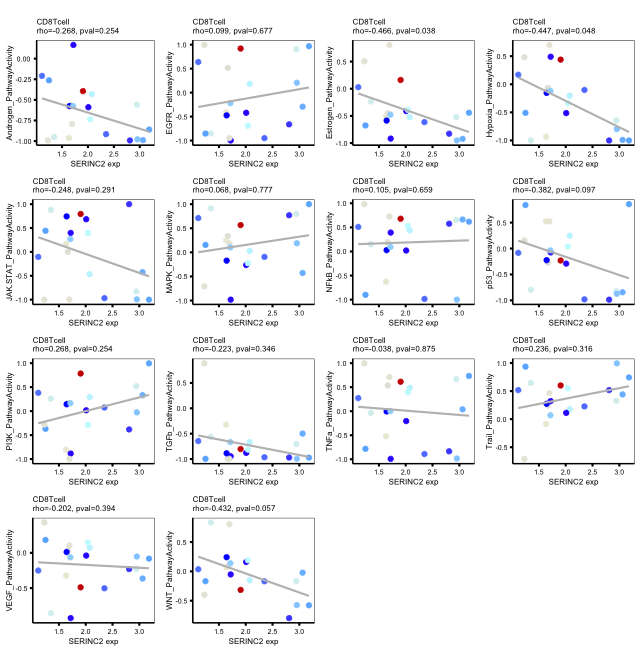 CD8Tcell
rho=-0.268, pval=0.254
Androgen_PathwayActivity
0.00
-0.25
-0.50
-0.75
-1.00
1.5 2.0 2.5 3.0
SERINC2 exp
CD8Tcell
rho=0.099, pval=0.677
EGFR_PathwayActivity
1.0
0.5
0.0
-0.5
-1.0
1.5 2.0 2.5 3.0
SERINC2 exp
CD8Tcell
rho=-0.466, pval=0.038
Estrogen_PathwayActivity
0.5
0.0
-0.5
-1.0
1.5 2.0 2.5 3.0
SERINC2 exp
CD8Tcell
rho=-0.447, pval=0.048
Hypoxia_PathwayActivity
0.5
0.0
-0.5
-1.0
1.5 2.0 2.5 3.0
SERINC2 exp
CD8Tcell
rho=-0.248, pval=0.291
JAK-STAT_PathwayActivity
1.0
0.5
0.0
-0.5
-1.0
1.5 2.0 2.5 3.0
SERINC2 exp
CD8Tcell
rho=0.068, pval=0.777
MAPK_PathwayActivity
1.0
0.5
0.0
-0.5
-1.0
1.5 2.0 2.5 3.0
SERINC2 exp
CD8Tcell
rho=0.105, pval=0.659
NFkB_PathwayActivity
1.0
0.5
0.0
-0.5
-1.0
1.5 2.0 2.5 3.0
SERINC2 exp
CD8Tcell
rho=-0.382, pval=0.097
p53_PathwayActivity
0.5
0.0
-0.5
-1.0
1.5 2.0 2.5 3.0
SERINC2 exp
CD8Tcell
rho=0.268, pval=0.254
PI3K_PathwayActivity
1.0
0.5
0.0
-0.5
-1.0
1.5 2.0 2.5 3.0
SERINC2 exp
CD8Tcell
rho=-0.223, pval=0.346
TGFb_PathwayActivity
0.5
0.0
-0.5
-1.0
1.5 2.0 2.5 3.0
SERINC2 exp
CD8Tcell
rho=-0.038, pval=0.875
TNFa_PathwayActivity
1.0
0.5
0.0
-0.5
-1.0
1.5 2.0 2.5 3.0
SERINC2 exp
CD8Tcell
rho=0.236, pval=0.316
Trail_PathwayActivity
1.0
0.5
0.0
-0.5
1.5 2.0 2.5 3.0
SERINC2 exp
CD8Tcell
rho=-0.202, pval=0.394
VEGF_PathwayActivity
0.0
-0.5
1.5 2.0 2.5 3.0
SERINC2 exp
CD8Tcell
rho=-0.432, pval=0.057
WNT_PathwayActivity
0.5
0.0
-0.5
1.5 2.0 2.5 3.0
SERINC2 exp